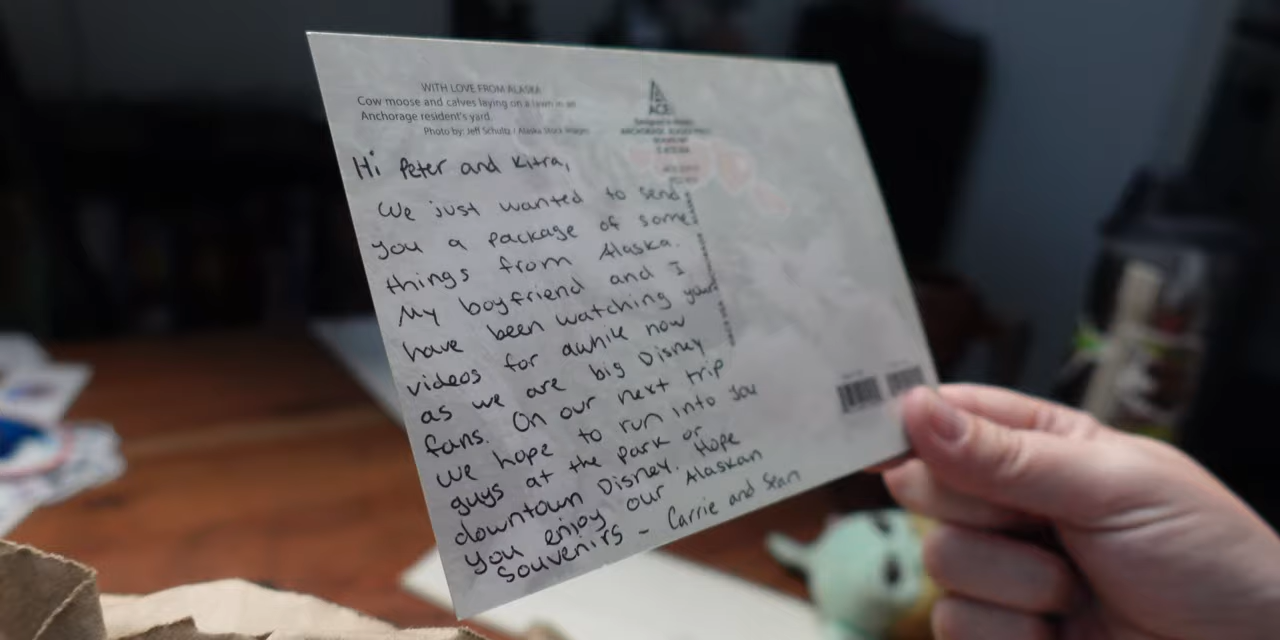 WITH LOVE FROM ALASKA
Cow moose and calves laying on a lawn in an
Anchorage resident's yard.
Photo by: Jeff Schultz / Alaska Stock Images
ACE
Hi Peter and Kitra,
We just wanted to send
you a package of some
things from Alaska.
My boyfriend and I
have been watching your
videos for awhile now
as we are big Disney
fans. On our next trip
we hope to run into you
guys at the park or
downtown Disney. Hope
you enjoy our Alaskan
souvenirs - Carrie and Sean